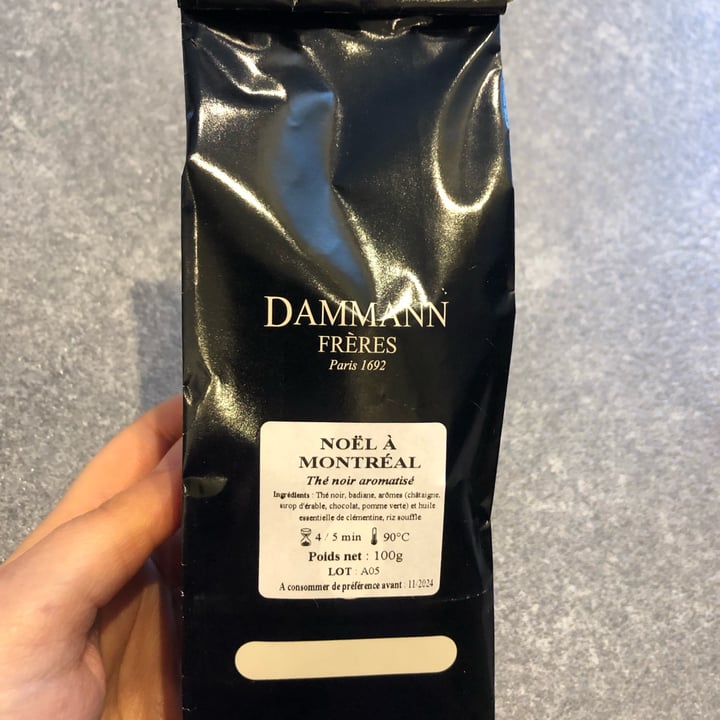 DAMMANN
FRÈRES
Paris 1692
NOËL À
MONTRÉAL
Thé noir aromatisé
Ingrédients : Thé noir, badiane, arômes (châtaigne,
sirop d'érable, chocolat, pomme verte) et huile
essentielle de clémentine, riz soufflé
4 / 5 min 90°C
Poids net : 100g
LOT : A05
A consommer de préférence avant : 11/2024